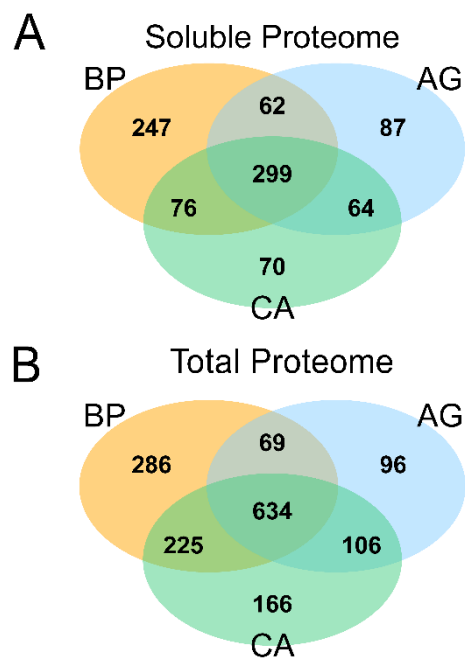 A
Soluble Proteome
BP
AG
62
247
87
299
76
64
70
CA
B
Total Proteome
BP
AG
69
286
96
634
225
106
166
CA